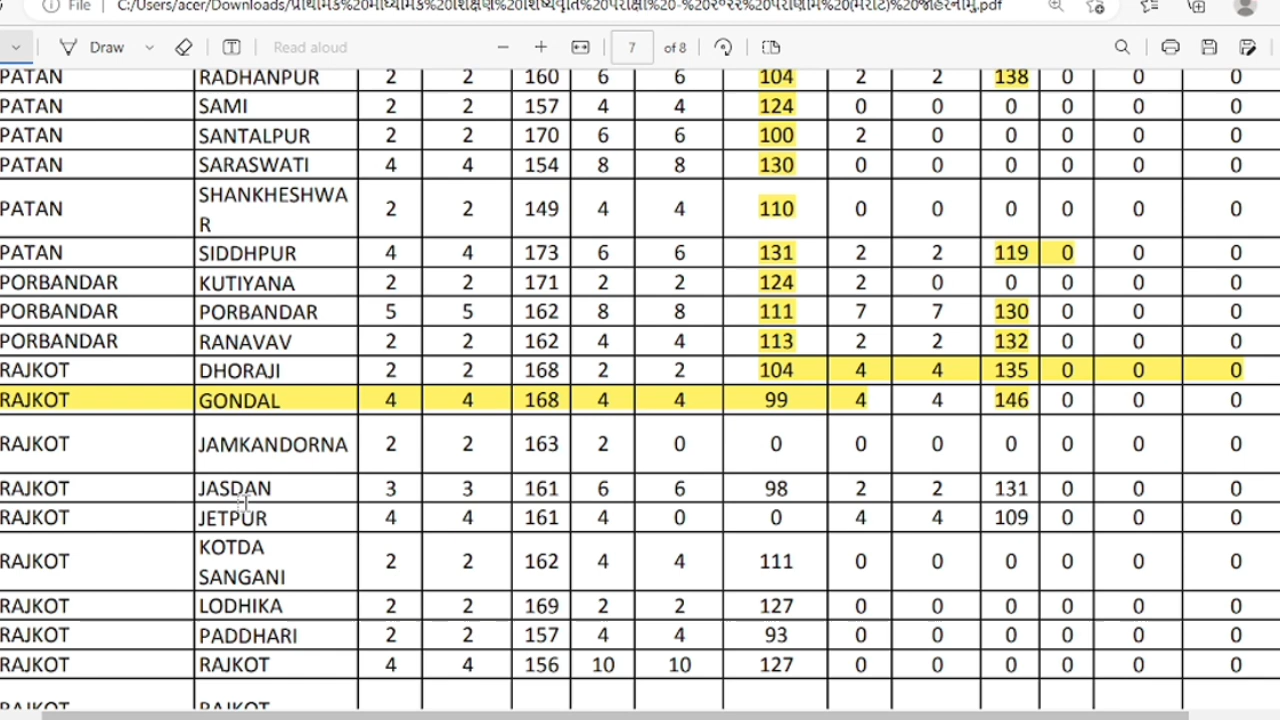 File C:/Users/acer/Downloads/પ્રાથમિક%20માધ્યમિક%20શિક્ષણ%20શિષ્યવૃતિ%20પરીક્ષા%20-%20૨૦૨૨%20પરિણામ%20(મેરીટ)%20જાહેરનામું.pdf
Draw Read aloud 7 of 8
PATAN RADHANPUR 2 2 160 6 6 104 2 2 138 0 0 0
PATAN SAMI 2 2 157 4 4 124 0 0 0 0 0 0
PATAN SANTALPUR 2 2 170 6 6 100 2 0 0 0 0 0
PATAN SARASWATI 4 4 154 8 8 130 0 0 0 0 0 0
PATAN SHANKHESHWA 2 2 149 4 4 110 0 0 0 0 0 0
R
PATAN SIDDHPUR 4 4 173 6 6 131 2 2 119 0 0 0
PORBANDAR KUTIYANA 2 2 171 2 2 124 2 0 0 0 0 0
PORBANDAR PORBANDAR 5 5 162 8 8 111 7 7 130 0 0 0
PORBANDAR RANAVAV 2 2 162 4 4 113 2 2 132 0 0 0
RAJKOT DHORAJI 2 2 168 2 2 104 4 4 135 0 0 0
RAJKOT GONDAL 4 4 168 4 4 99 4 4 146 0 0 0
RAJKOT JAMKANDORNA 2 2 163 2 0 0 0 0 0 0 0 0
RAJKOT JASDAN 3 3 161 6 6 98 2 2 131 0 0 0
RAJKOT JETPUR 4 4 161 4 0 0 4 4 109 0 0 0
KOTDA
RAJKOT SANGANI 2 2 162 4 4 111 0 0 0 0 0 0
RAJKOT LODHIKA 2 2 169 2 2 127 0 0 0 0 0 0
RAJKOT PADDHARI 2 2 157 4 4 93 0 0 0 0 0 0
RAJKOT RAJKOT 4 4 156 10 10 127 0 0 0 0 0 0
RAJKOT RAJKOT